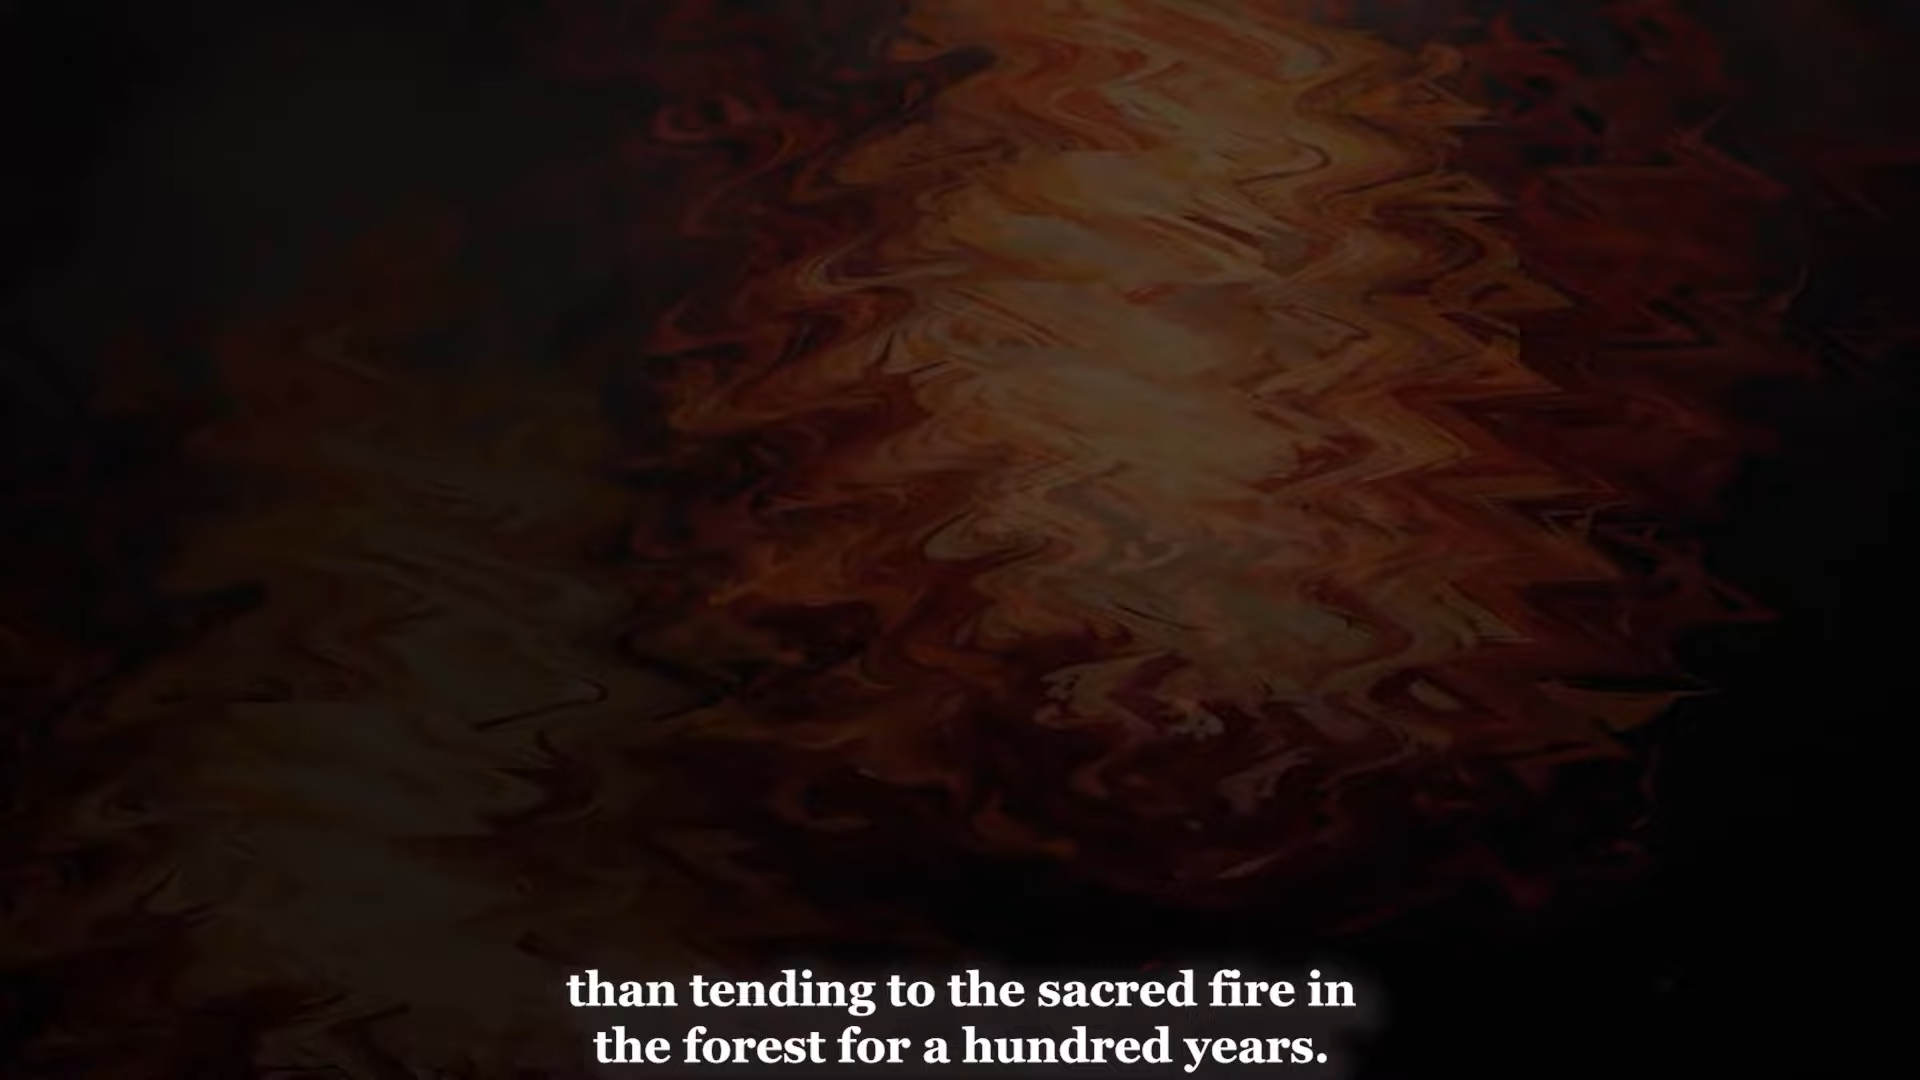 than tending to the sacred fire in
the forest for a hundred years.